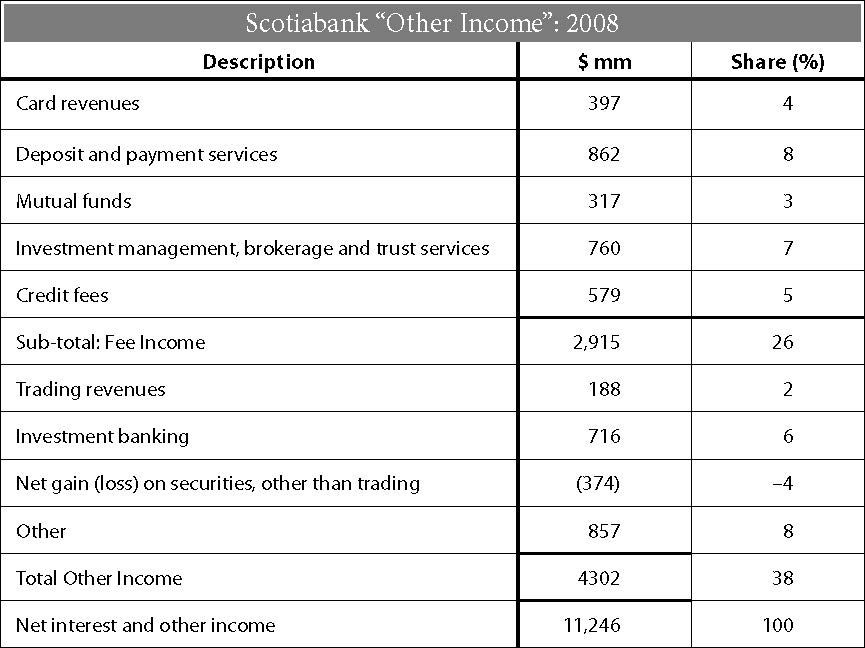 Scotiabank “Other Income”: 2008
Description $ mm Share (%)
Card revenues 397 4
Deposit and payment services 862 8
Mutual funds 317 3
Investment management, brokerage and trust services 760 7
Credit fees 579 5
Sub-total: Fee Income 2,915 26
Trading revenues 188 2
Investment banking 716 6
Net gain (loss) on securities, other than trading (374) –4
Other 857 8
Total Other Income 4302 38
Net interest and other income 11,246 100